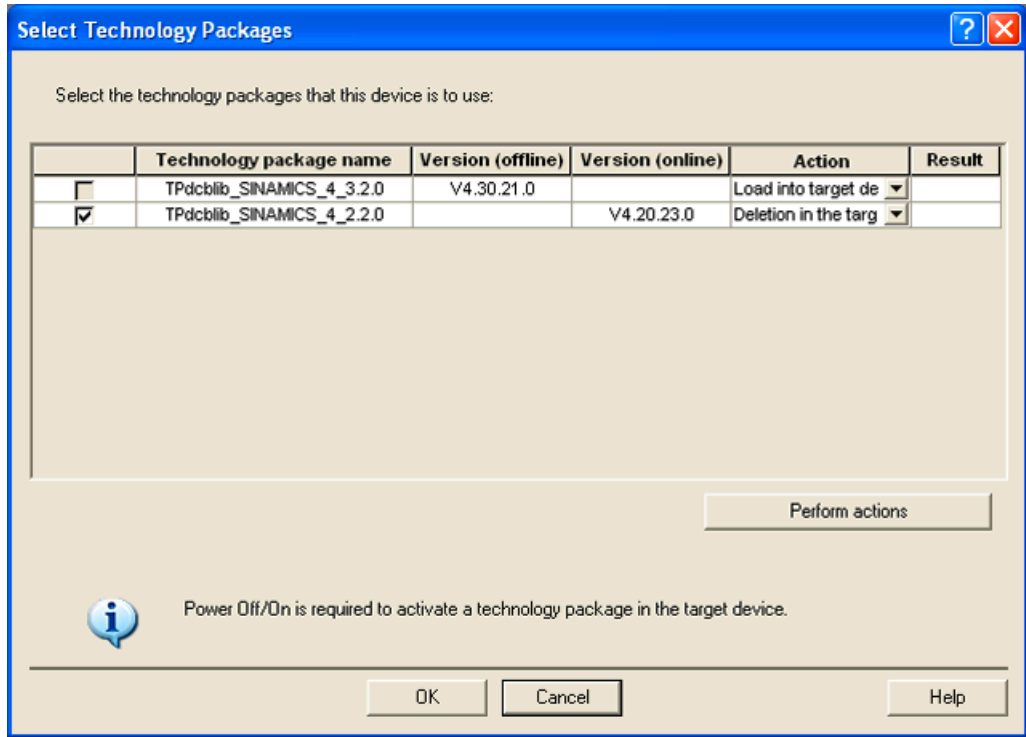 Select Technology Packages
Select the technology packages that this device is to use:
Technology package name Version (offline) Version (online) Action Result
TPdcblib_SINAMICS_4_3.2.0 V4.30.21.0 Load into target de
TPdcblib_SINAMICS_4_2.2.0 V4.20.23.0 Deletion in the targ
Perform actions
Power Off/On is required to activate a technology package in the target device.
OK Cancel Help